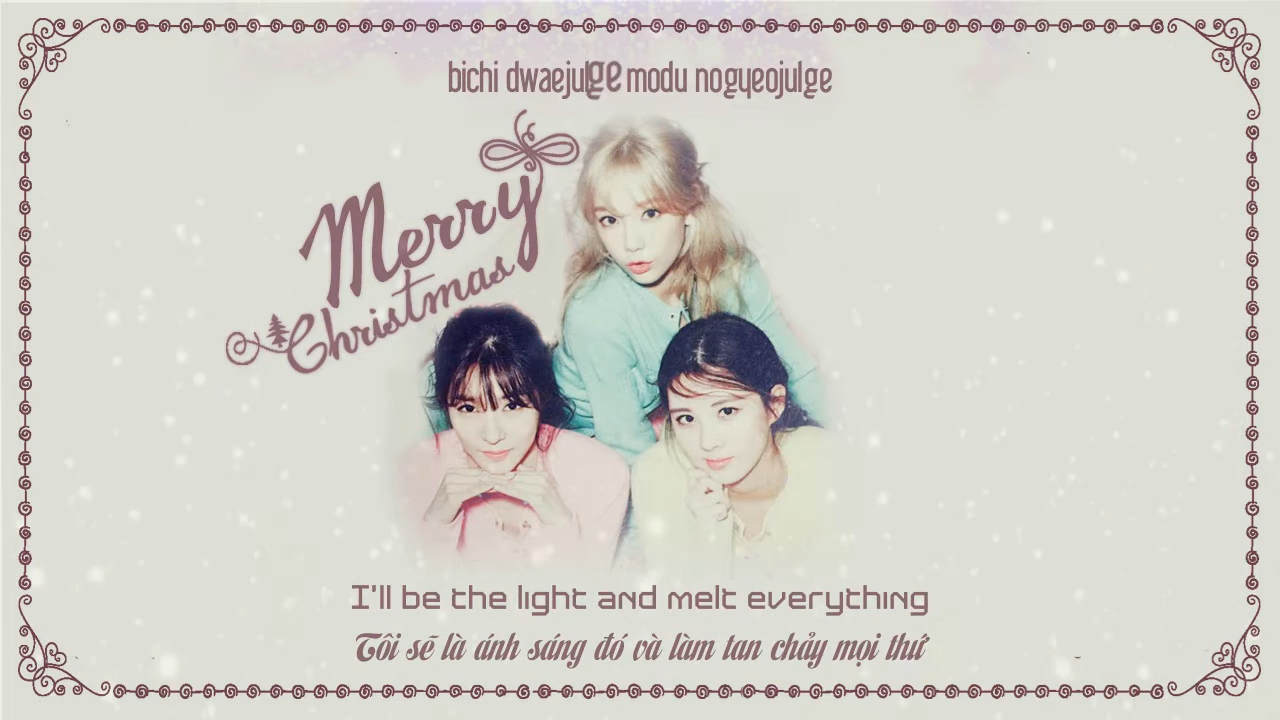 bichi dwaejulge modu nogyeojulge
Merry
Christmas
I'll be the light and melt everything
Tôi sẽ là ánh sáng đó và làm tan chảy mọi thứ